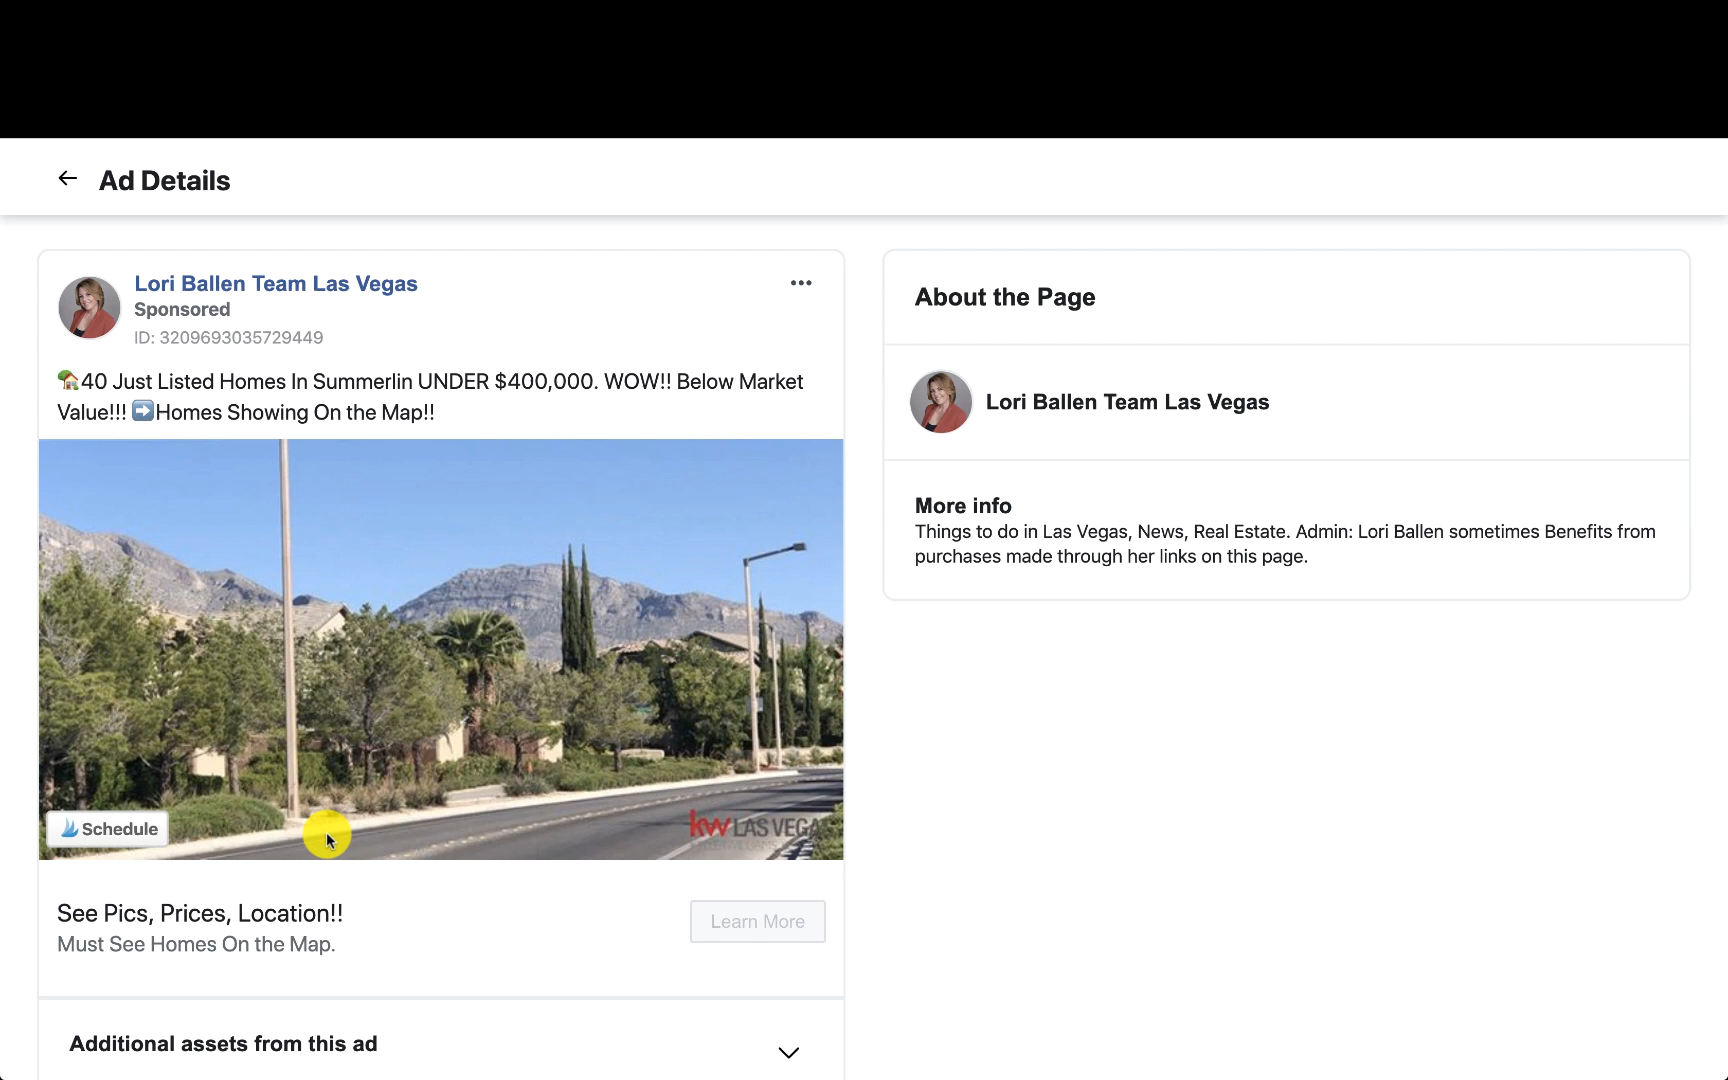 Ad Details
Lori Ballen Team Las Vegas
Sponsored
ID: 3209693035729449
🏡40 Just Listed Homes In Summerlin UNDER $400,000. WOW!! Below Market
Value!!! ➡️Homes Showing On the Map!!
Schedule
kw LAS VEGA
See Pics, Prices, Location!!
Must See Homes On the Map.
Learn More
Additional assets from this ad
About the Page
Lori Ballen Team Las Vegas
More info
Things to do in Las Vegas, News, Real Estate. Admin: Lori Ballen sometimes Benefits from
purchases made through her links on this page.